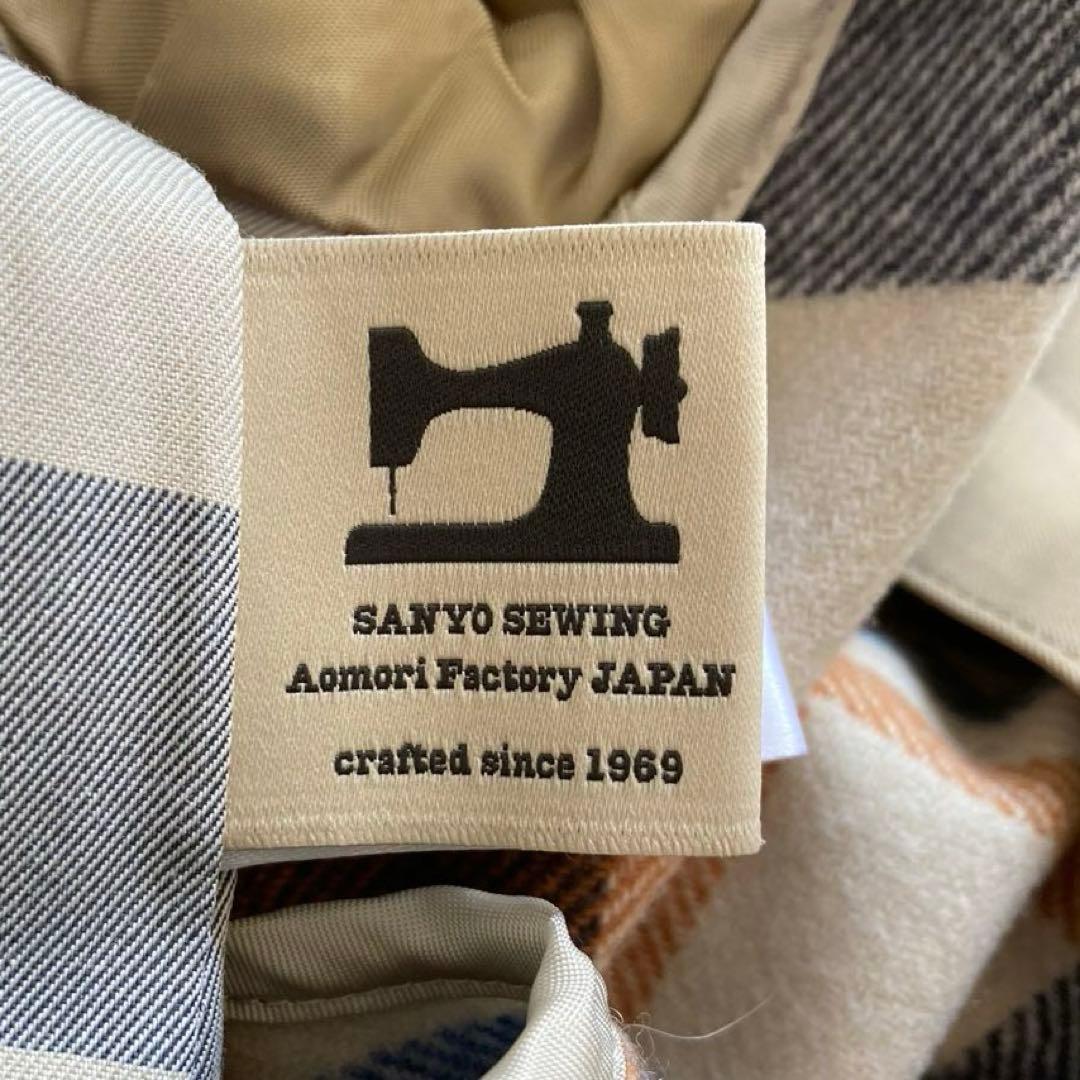 SANYO SEWING
Aomori Factory JAPAN
crafted since 1969